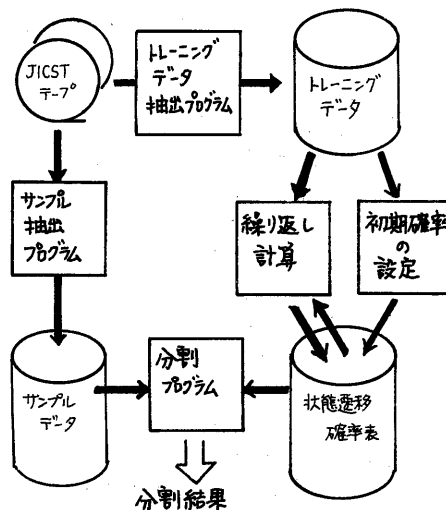 JICST
テープ
トレーニング
データ
抽出プログラム
トレーニング
データ
サンプル
抽出
プログラム
繰り返し
計算
初期確率
の
設定
サンプル
データ
分割
プログラム
状態遷移
確率表
分割結果